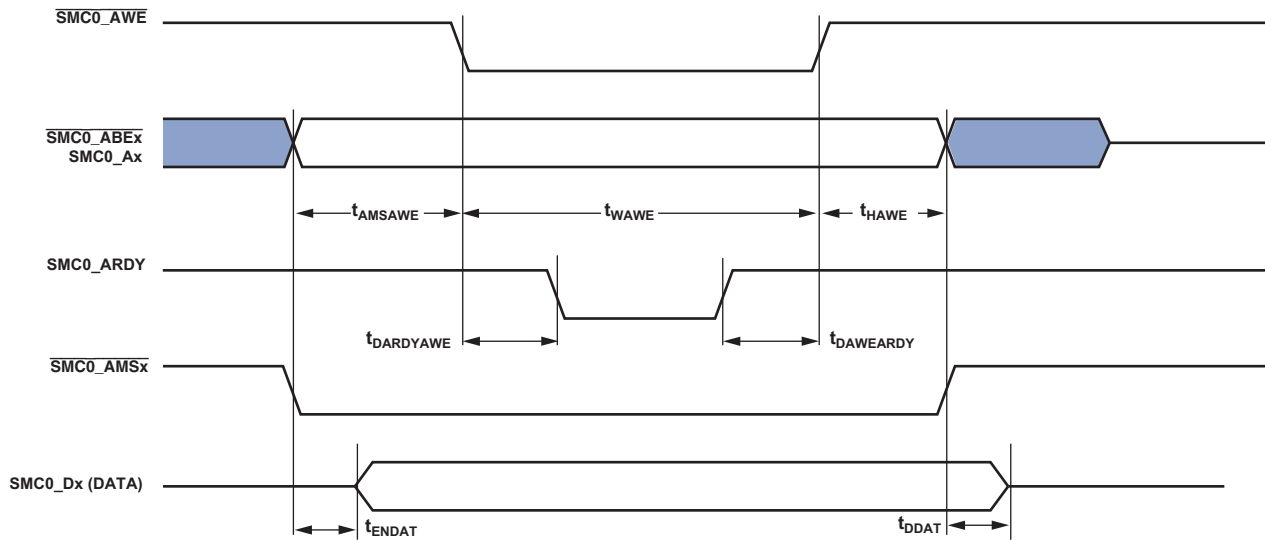 SMC0_AWE
SMC0_ABEx
SMC0_Ax
tAMSAWE
tWAWE
tHAWE
SMC0_ARDY
tDARDYAWE
tDAWEARDY
SMC0_AMSx
SMC0_Dx (DATA)
tENDAT
tDDAT